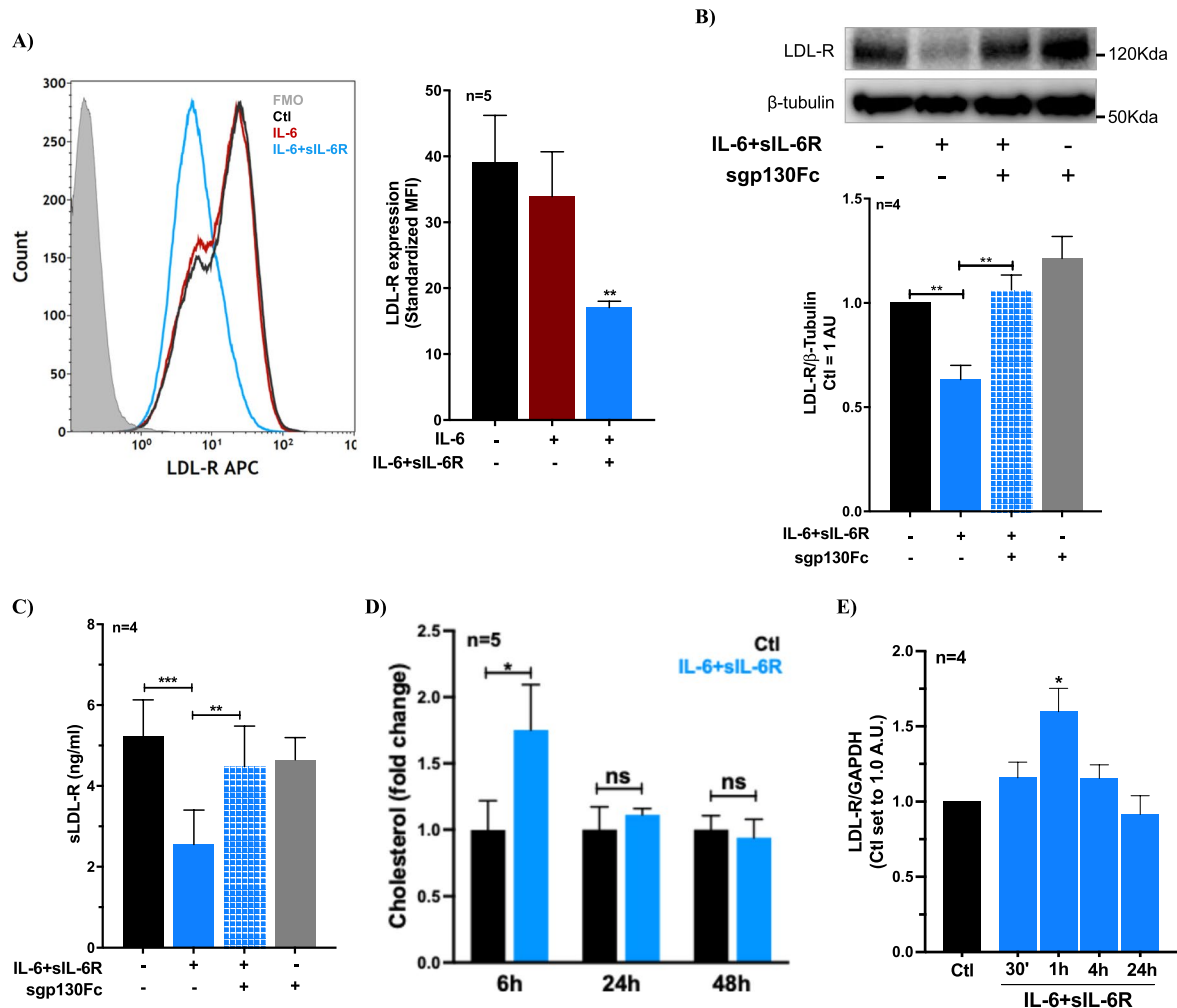 A)
300
250
200
150
100
50
0
Count
FMO
Ctl
IL-6
IL-6+sIL-6R
10⁰
10¹
10²
10
LDL-R APC
n=5
50
40
30
20
10
0
LDL-R expression
(Standardized MFI)
**
IL-6 - + +
IL-6+sIL-6R - - +
B)
LDL-R
120Kda
β-tubulin
50Kda
IL-6+sIL-6R - + + -
sgp130Fc - - + +
n=4
1.0
0.5
0.0
LDL-R/β-Tubulin
Ctl = 1 AU
**
**
IL-6+sIL-6R - + + -
sgp130Fc - - + +
C)
n=4
8
6
4
2
0
sLDL-R (ng/ml)
***
**
IL-6+sIL-6R - + + -
sgp130Fc - - + +
D)
n=5
2.5
2.0
1.5
1.0
0.5
0.0
Cholesterol (fold change)
Ctl
IL-6+sIL-6R
*
ns
ns
6h 24h 48h
E)
n=4
2.0
1.5
1.0
0.5
0.0
LDL-R/GAPDH
(Ctl set to 1.0 A.U.)
*
Ctl 30' 1h 4h 24h
IL-6+sIL-6R